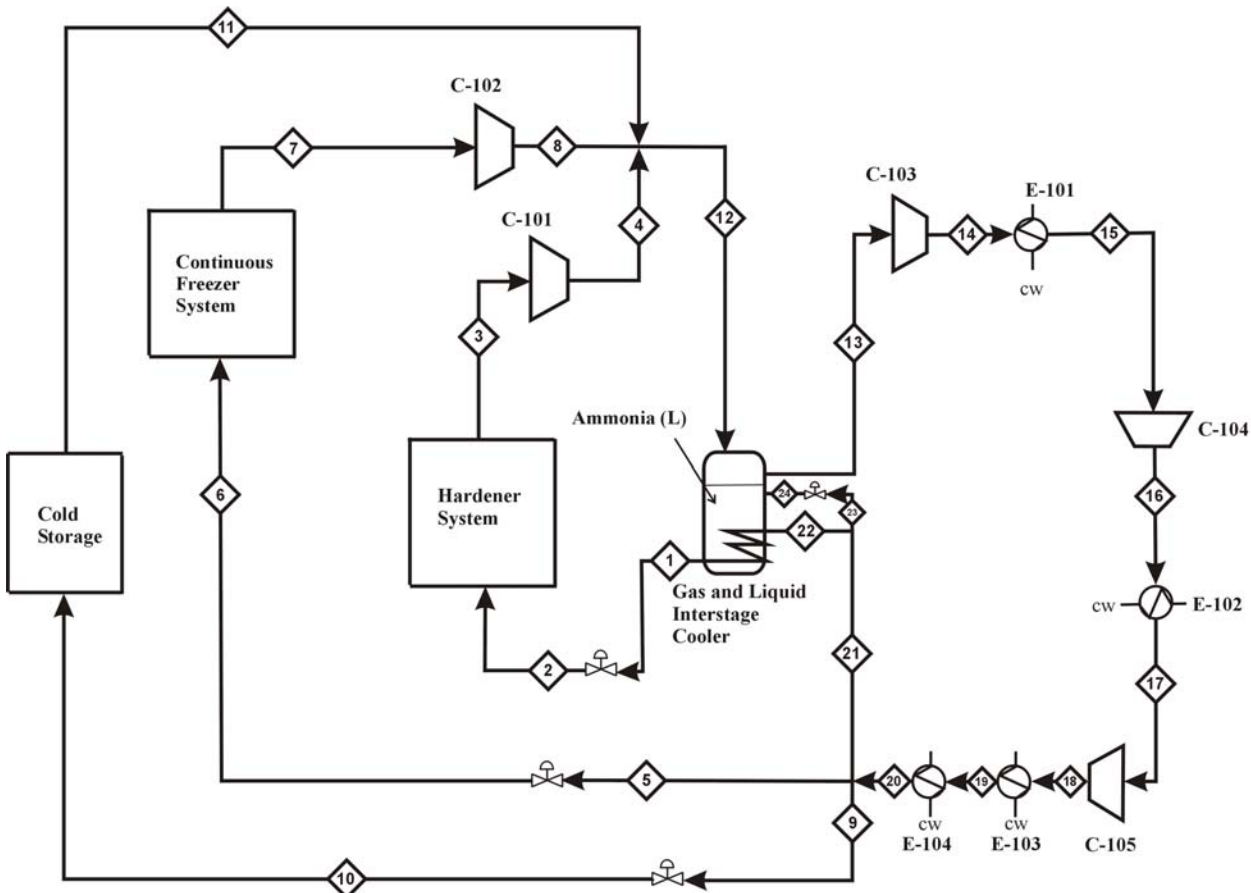 11
C-102
7
8
C-103
E-101
C-101
4
12
14
15
Continuous
Freezer
System
cw
3
13
Ammonia (L)
C-104
6
Hardener
System
24
23
16
Cold
Storage
22
1
Gas and Liquid
Interstage
Cooler
cw
E-102
2
21
17
5
20
19
18
9
cw
cw
E-104
E-103
C-105
10